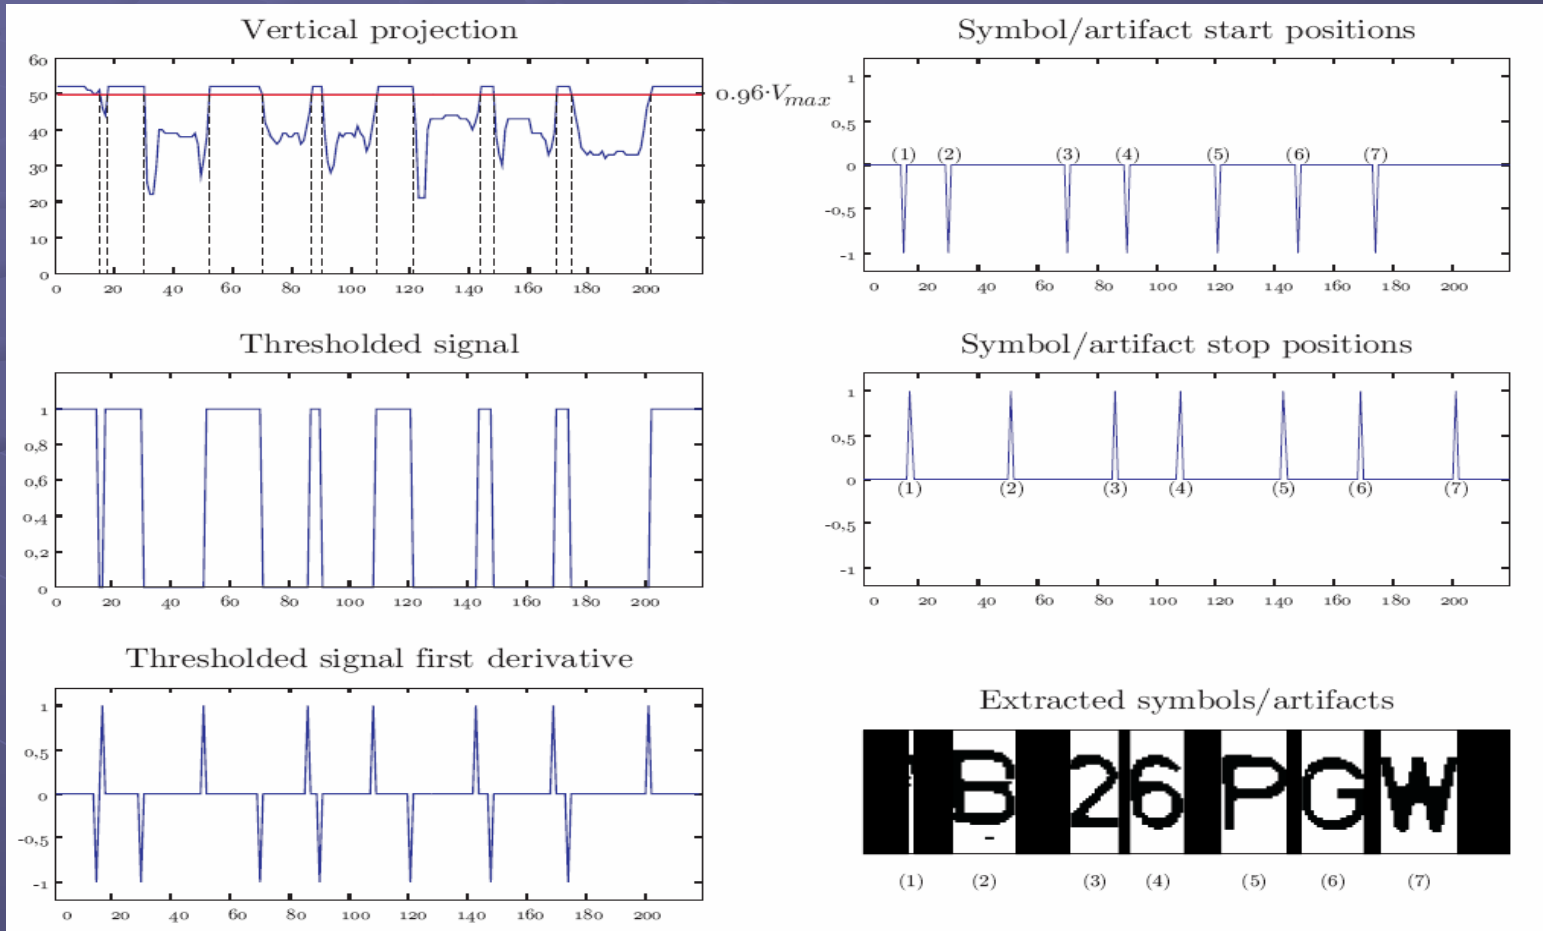 Vertical projection
60
50
40
30
20
10
0
0 20 40 60 80 100 120 140 160 180 200
0.96·Vmax
Symbol/artifact start positions
1
0,5
0
-0,5
-1
(1) (2) (3) (4) (5) (6) (7)
0 20 40 60 80 100 120 140 160 180 200
Thresholded signal
1
0,8
0,6
0,4
0,2
0
0 20 40 60 80 100 120 140 160 180 200
Symbol/artifact stop positions
1
0,5
0
-0,5
-1
(1) (2) (3) (4) (5) (6) (7)
0 20 40 60 80 100 120 140 160 180 200
Thresholded signal first derivative
1
0,5
0
-0,5
-1
0 20 40 60 80 100 120 140 160 180 200
Extracted symbols/artifacts
B 26 PGW
(1) (2) (3) (4) (5) (6) (7)